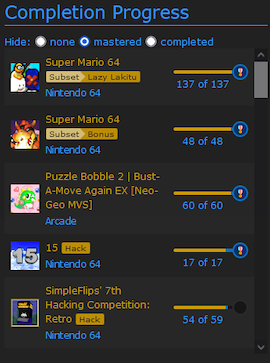 Completion Progress
Hide: none mastered completed
Super Mario 64
Subset Lazy Lakitu
Nintendo 64
137 of 137
Super Mario 64
Subset Bonus
Nintendo 64
48 of 48
Puzzle Bobble 2 | Bust-
A-Move Again EX [Neo-
Geo MVS]
Arcade
60 of 60
15
15 Hack
Nintendo 64
17 of 17
SimpleFlips' 7th
Hacking Competition:
Retro Hack
Nintendo 64
54 of 59